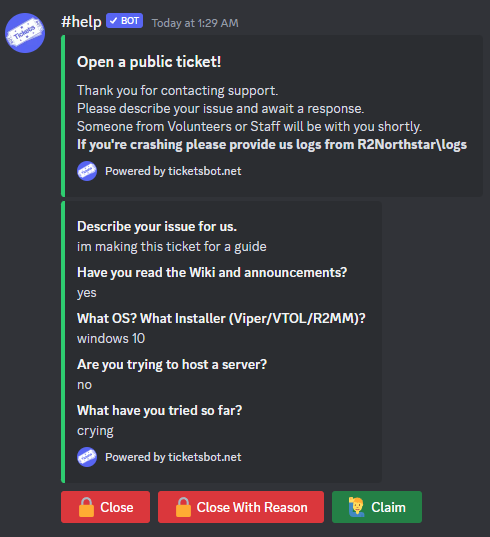 Tickets
#help ✓ BOT Today at 1:29 AM
Open a public ticket!
Thank you for contacting support.
Please describe your issue and await a response.
Someone from Volunteers or Staff will be with you shortly.
If you're crashing please provide us logs from R2Northstar\logs
Powered by ticketsbot.net
Describe your issue for us.
im making this ticket for a guide
Have you read the Wiki and announcements?
yes
What OS? What Installer (Viper/VTOL/R2MM)?
windows 10
Are you trying to host a server?
no
What have you tried so far?
crying
Powered by ticketsbot.net
Close Close With Reason Claim